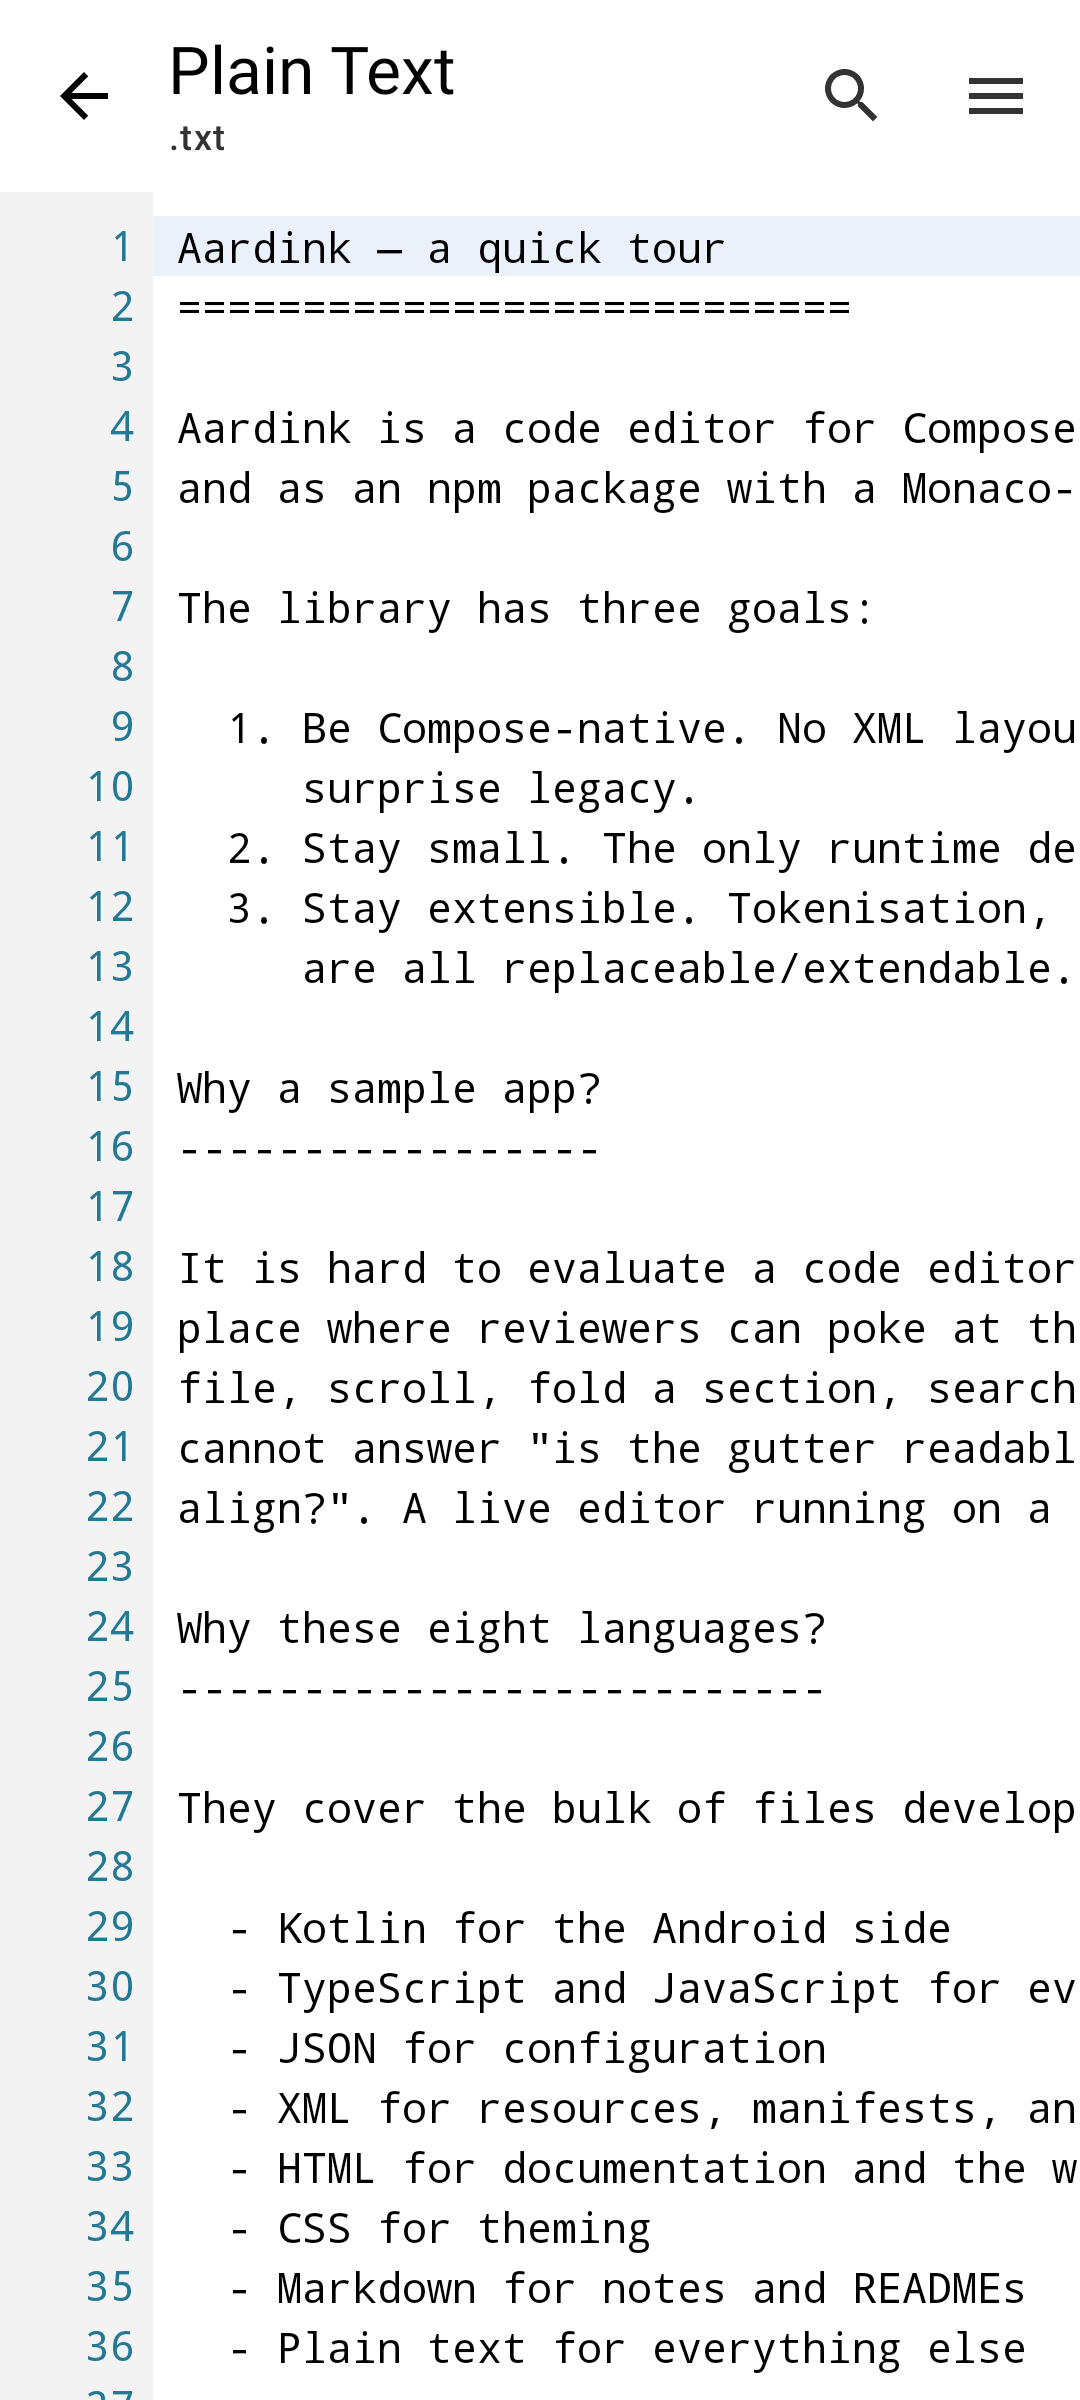 Plain Text
.txt
1 Aardink — a quick tour
2 ===========================
3
4 Aardink is a code editor for Compose
5 and as an npm package with a Monaco-
6
7 The library has three goals:
8
9   1. Be Compose-native. No XML layou
10      surprise legacy.
11   2. Stay small. The only runtime de
12   3. Stay extensible. Tokenisation,
13      are all replaceable/extendable.
14
15 Why a sample app?
16 -----------------
17
18 It is hard to evaluate a code editor
19 place where reviewers can poke at th
20 file, scroll, fold a section, search
21 cannot answer "is the gutter readabl
22 align?". A live editor running on a
23
24 Why these eight languages?
25 --------------------------
26
27 They cover the bulk of files develop
28
29   - Kotlin for the Android side
30   - TypeScript and JavaScript for ev
31   - JSON for configuration
32   - XML for resources, manifests, an
33   - HTML for documentation and the w
34   - CSS for theming
35   - Markdown for notes and READMEs
36   - Plain text for everything else
37